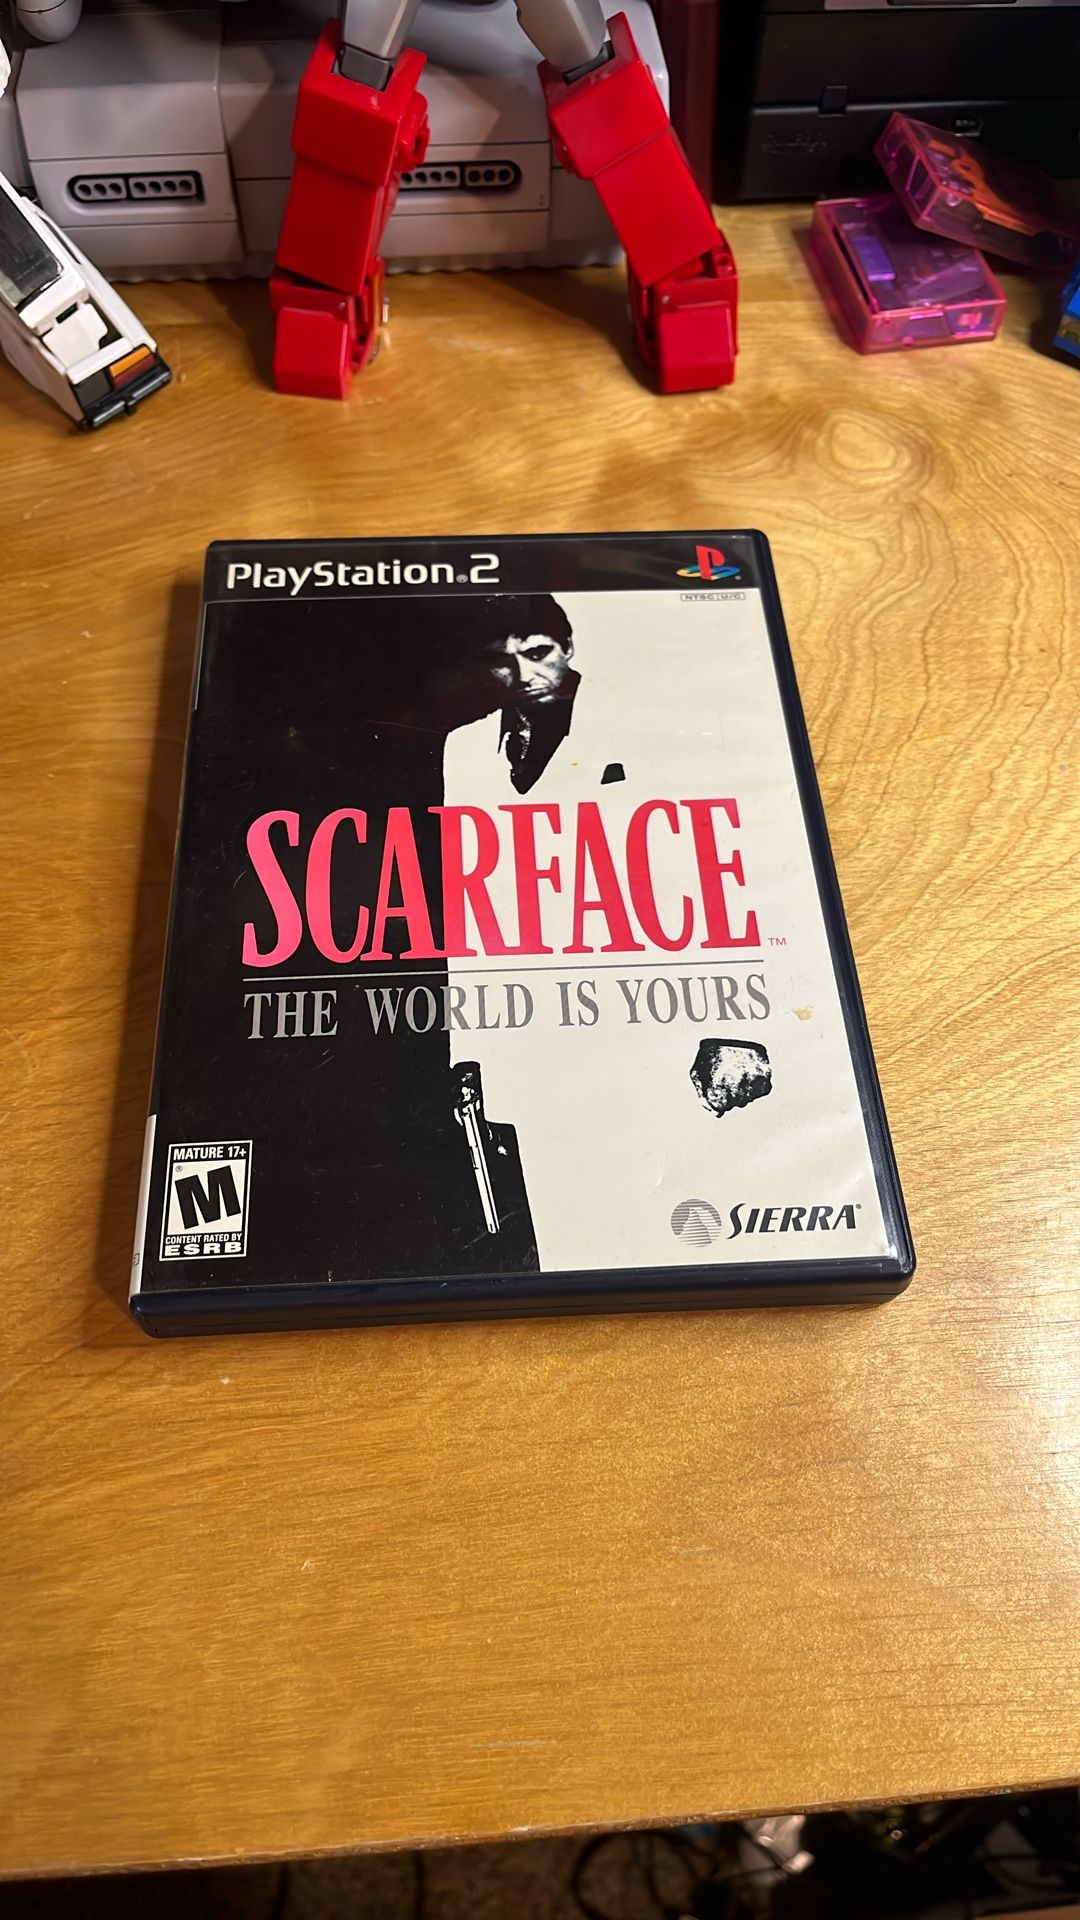 PlayStation®2
NTSC U/C
SCARFACE™
THE WORLD IS YOURS
MATURE 17+
M®
CONTENT RATED BY
ESRB
SIERRA®